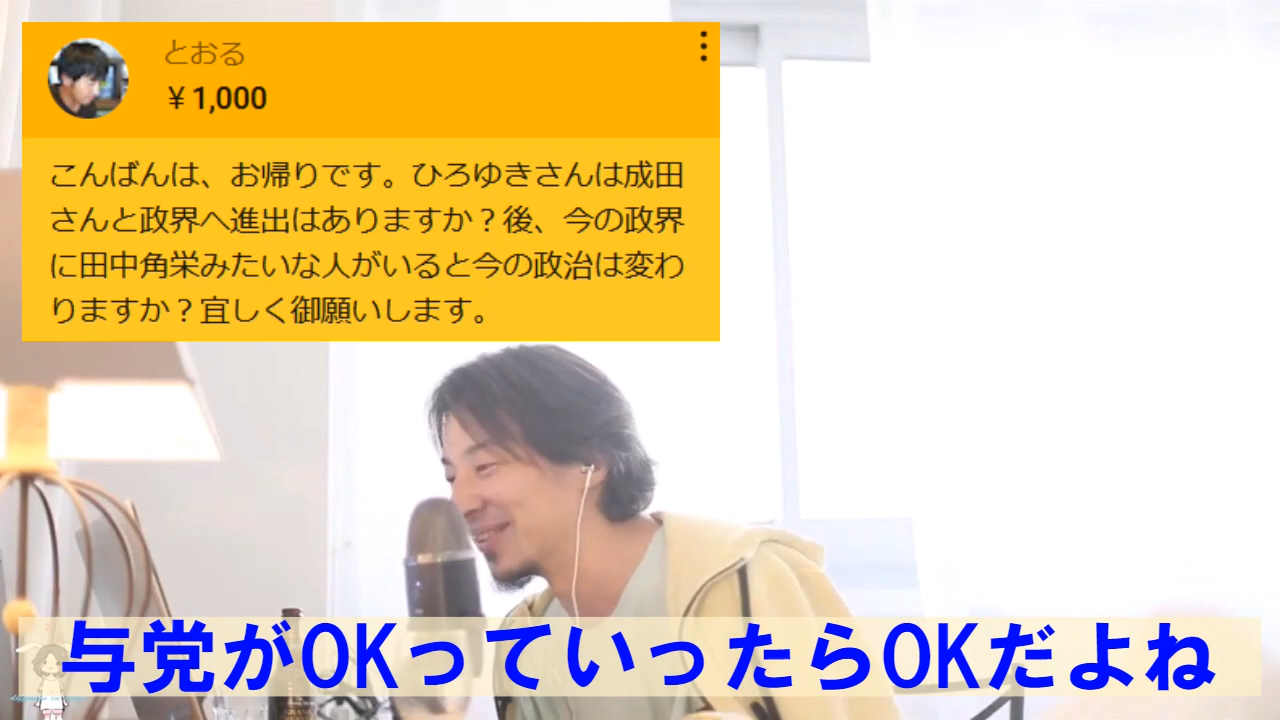 とおる
￥1,000
こんばんは、お帰りです。ひろゆきさんは成田
さんと政界へ進出はありますか？後、今の政界
に田中角栄みたいな人がいると今の政治は変わ
りますか？宜しく御願いします。
与党がOKっていったらOKだよね